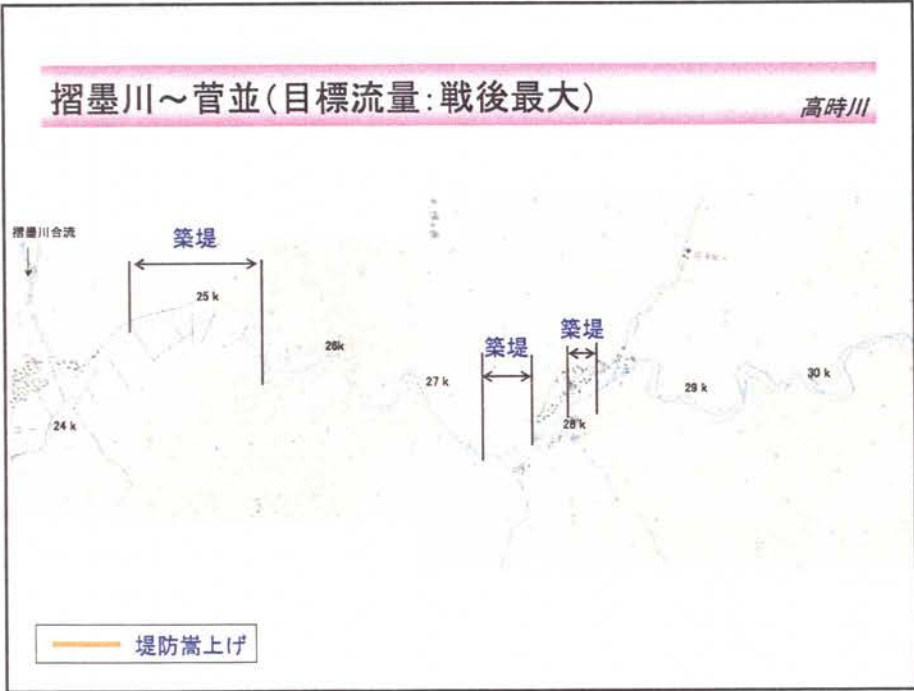 摺墨川～菅並(目標流量:戦後最大)
高時川
摺墨川合流
築堤
25 k
26k
築堤
築堤
27 k
29 k
30 k
24 k
28 k
堤防嵩上げ